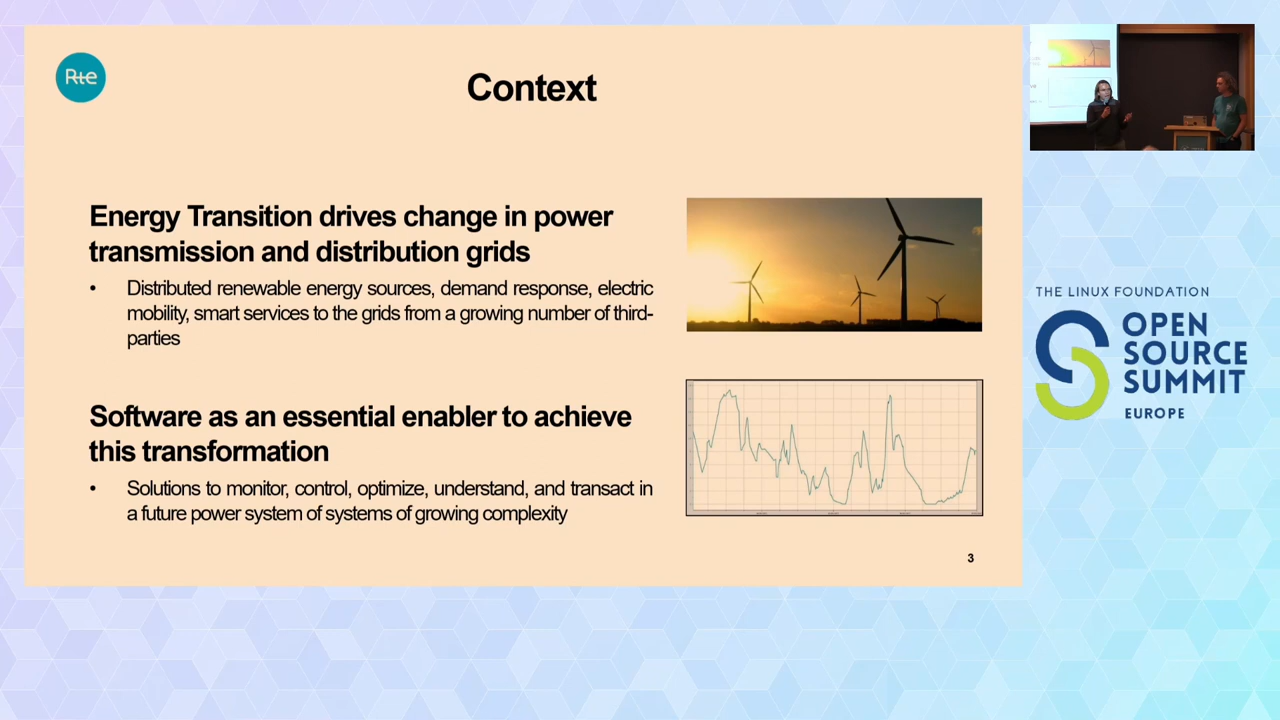 Rte
Context
Energy Transition drives change in power
transmission and distribution grids
• Distributed renewable energy sources, demand response, electric
mobility, smart services to the grids from a growing number of third-
parties
Software as an essential enabler to achieve
this transformation
• Solutions to monitor, control, optimize, understand, and transact in
a future power system of systems of growing complexity
3
THE LINUX FOUNDATION
OPEN
SOURCE
SUMMIT
EUROPE